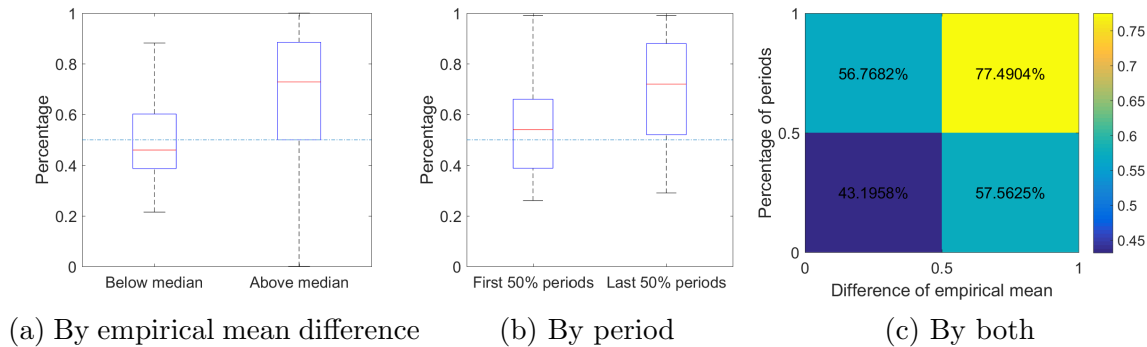 1
0.8
0.6
0.4
0.2
0
Percentage
Below median
Above median
(a) By empirical mean difference
1
0.8
0.6
0.4
0.2
0
Percentage
First 50% periods
Last 50% periods
(b) By period
1
0.5
0
Percentage of periods
56.7682%
77.4904%
43.1958%
57.5625%
0
0.5
1
Difference of empirical mean
0.75
0.7
0.65
0.6
0.55
0.5
0.45
(c) By both